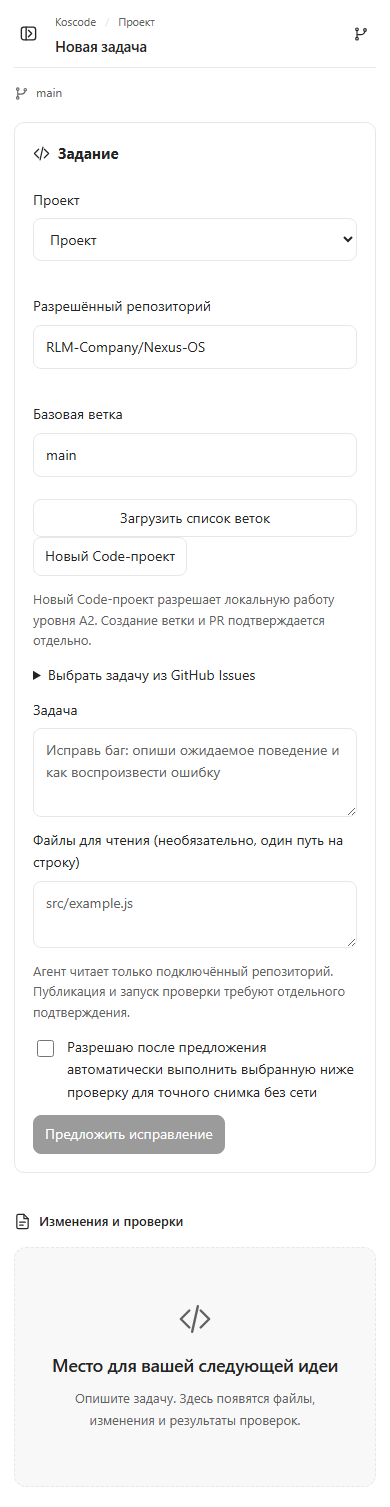 Koscode / Проект
Новая задача
main
Задание
Проект
Проект
Разрешённый репозиторий
RLM-Company/Nexus-OS
Базовая ветка
main
Загрузить список веток
Новый Code-проект
Новый Code-проект разрешает локальную работу
уровня A2. Создание ветки и PR подтверждается
отдельно.
Выбрать задачу из GitHub Issues
Задача
Исправь баг: опиши ожидаемое поведение и
как воспроизвести ошибку
Файлы для чтения (необязательно, один путь на
строку)
src/example.js
Агент читает только подключённый репозиторий.
Публикация и запуск проверки требуют отдельного
подтверждения.
Разрешаю после предложения
автоматически выполнить выбранную ниже
проверку для точного снимка без сети
Предложить исправление
Изменения и проверки
Место для вашей следующей идеи
Опишите задачу. Здесь появятся файлы,
изменения и результаты проверок.